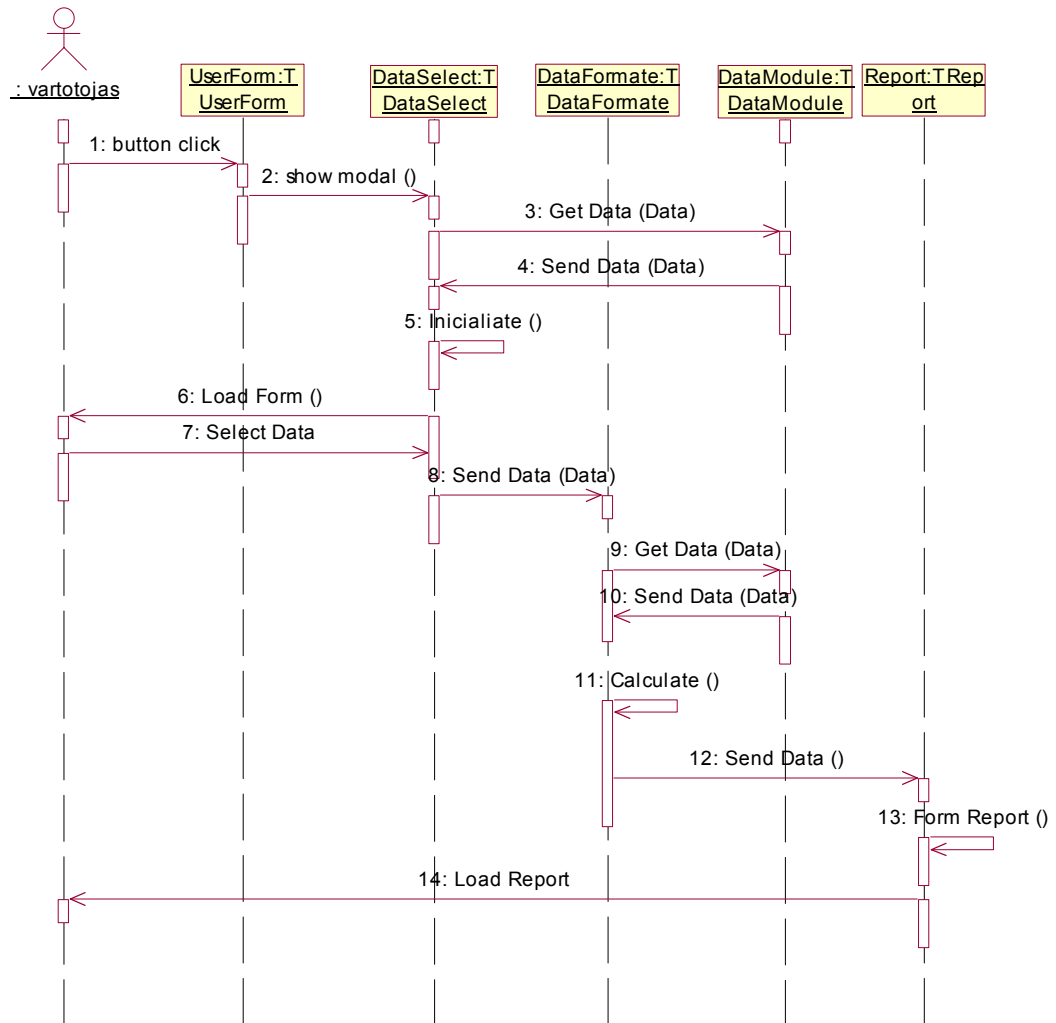 : vartotojas
UserForm:T
UserForm
DataSelect:T
DataSelect
DataFormate:T
DataFormate
DataModule:T
DataModule
Report:TRep
ort
1: button click
2: show modal ()
3: Get Data (Data)
4: Send Data (Data)
5: Inicialiate ()
6: Load Form ()
7: Select Data
8: Send Data (Data)
9: Get Data (Data)
10: Send Data (Data)
11: Calculate ()
12: Send Data ()
13: Form Report ()
14: Load Report